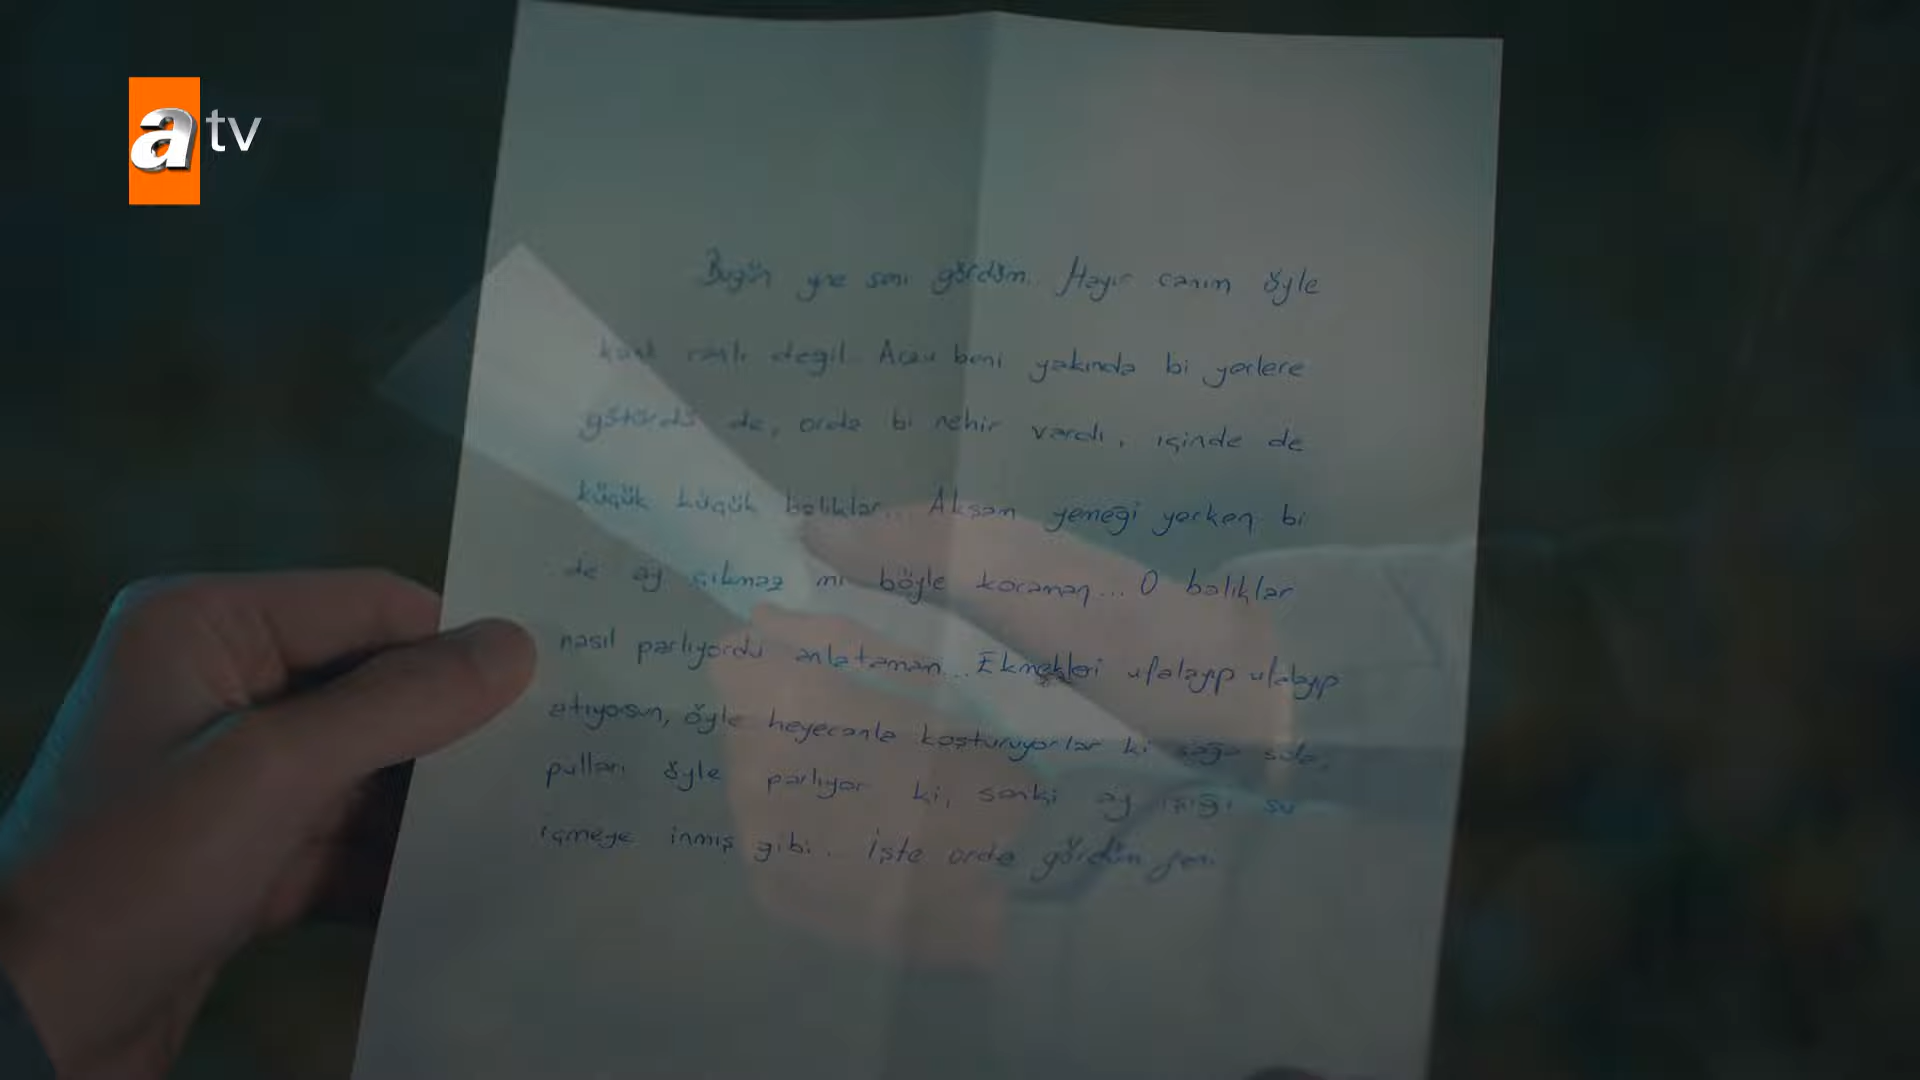 a tv
Bugün yine seni gördüm.. Hayır canım öyle
kanlı canlı değil. Acau beni yakında bi yerlere
götürdü de, orda bi nehir vardı, içinde de
küçük küçük balıklar.. Akşam yemeği yerken bi
de ay çıkmaz mı böyle kocaman... O balıklar
nasıl parlıyordu anlatamam... Ekmekleri ufalayıp ufalayıp
atıyorsun, öyle heyecanla koşturuyorlar ki sağa sola,
pulları öyle parlıyor ki, sanki ay ışığı su
içmeye inmiş gibi.. İşte orda gördüm seni